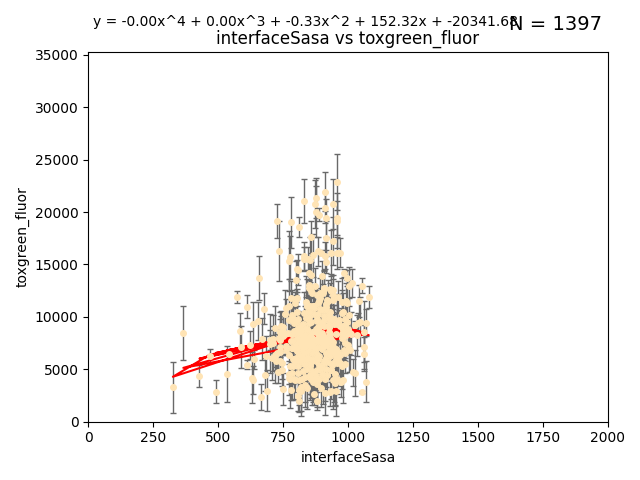 y = -0.00x^4 + 0.00x^3 + -0.33x^2 + 152.32x + -20341.68
N = 1397
interfaceSasa vs toxgreen_fluor
35000
30000
25000
20000
15000
10000
5000
0
toxgreen_fluor
0 250 500 750 1000 1250 1500 1750 2000
interfaceSasa